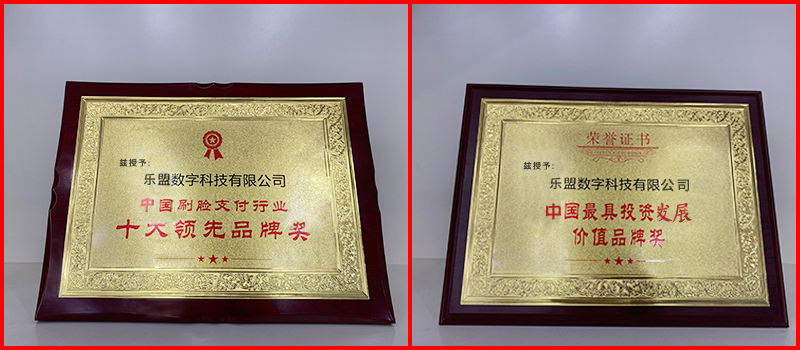 兹授予：
乐盟数字科技有限公司
中国刷脸支付行业
十大领先品牌奖
荣誉证书
兹授予：
乐盟数字科技有限公司
中国最具投资发展
价值品牌奖